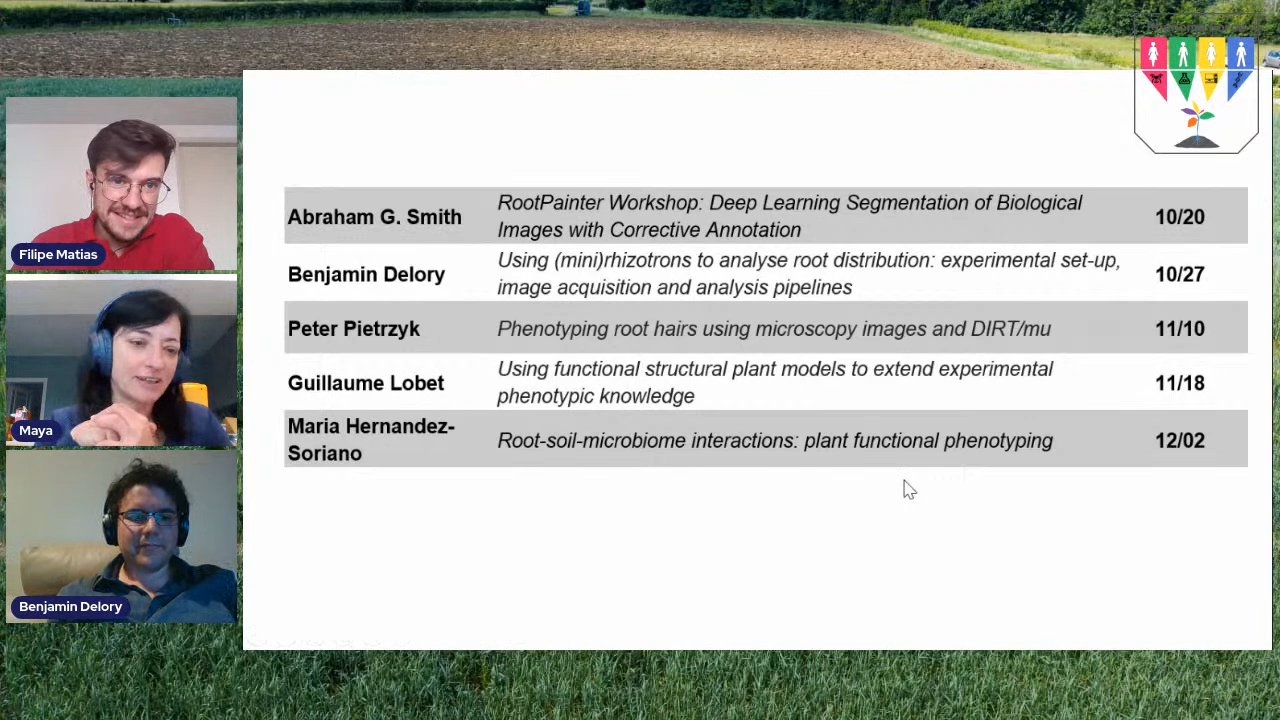 Filipe Matias
Maya
Benjamin Delory
Abraham G. Smith
RootPainter Workshop: Deep Learning Segmentation of Biological
Images with Corrective Annotation
10/20
Benjamin Delory
Using (mini)rhizotrons to analyse root distribution: experimental set-up,
image acquisition and analysis pipelines
10/27
Peter Pietrzyk
Phenotyping root hairs using microscopy images and DIRT/mu
11/10
Guillaume Lobet
Using functional structural plant models to extend experimental
phenotypic knowledge
11/18
Maria Hernandez-
Soriano
Root-soil-microbiome interactions: plant functional phenotyping
12/02